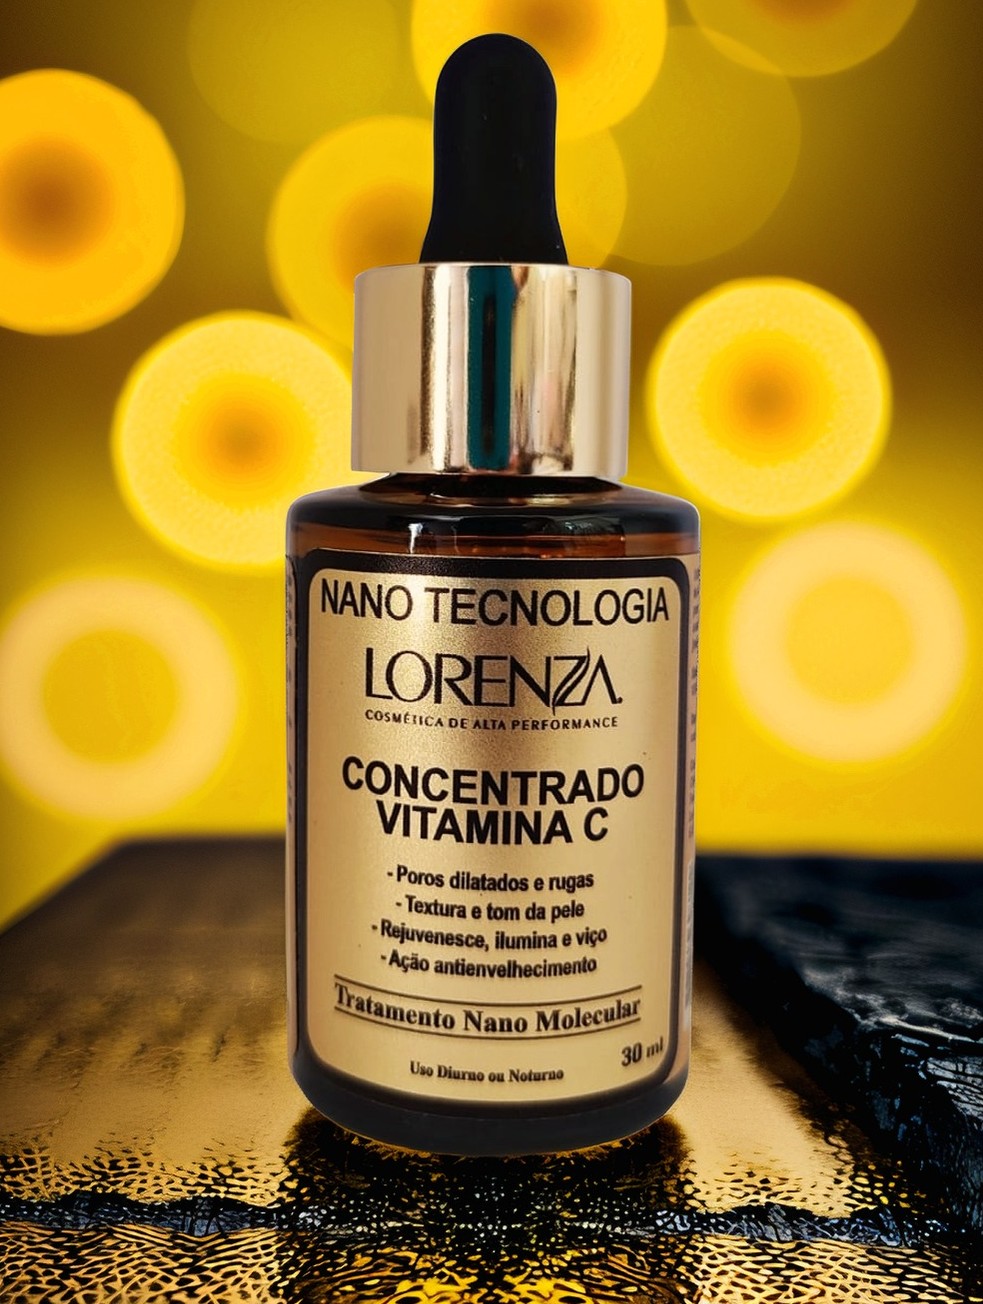 NANO TECNOLOGIA
LORENZA
COSMÉTICA DE ALTA PERFORMANCE
CONCENTRADO
VITAMINA C
- Poros dilatados e rugas
- Textura e tom da pele
- Rejuvenesce, ilumina e viço
- Ação antienvelhecimento
Tratamento Nano Molecular
30 ml
Uso Diurno ou Noturno